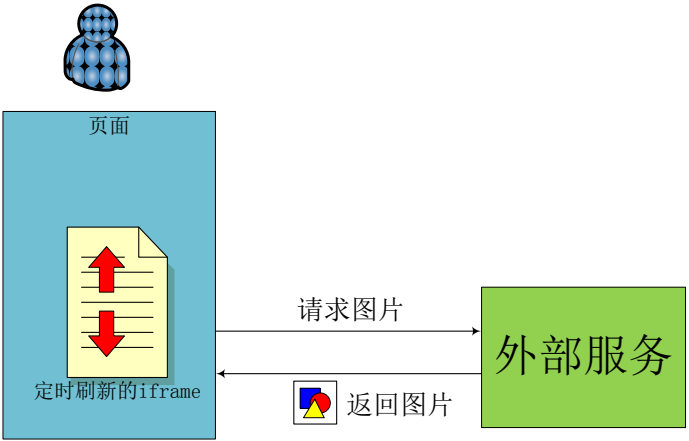 页面
请求图片
外部服务
定时刷新的iframe
返回图片